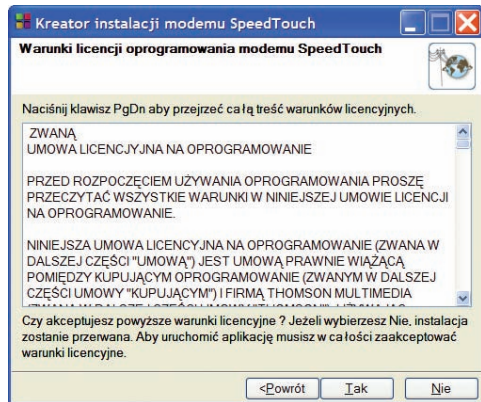 Kreator instalacji modemu SpeedTouch
Warunki licencji oprogramowania modemu SpeedTouch
Naciśnij klawisz PgDn aby przejrzeć całą treść warunków licencyjnych.
ZWANĄ
UMOWA LICENCJYJNA NA OPROGRAMOWANIE
PRZED ROZPOCZĘCIEM UŻYWANIA OPROGRAMOWANIA PROSZĘ
PRZECZYTAĆ WSZYSTKIE WARUNKI W NINIEJSZEJ UMOWIE LICENCJI
NA OPROGRAMOWANIE.
NINIEJSZA UMOWA LICENCYJNA NA OPROGRAMOWANIE (ZWANA W
DALSZEJ CZĘŚCI "UMOWĄ") JEST UMOWĄ PRAWNIE WIĄŻĄCĄ
POMIĘDZY KUPUJĄCYM OPROGRAMOWANIE (ZWANYM W DALSZEJ
CZĘŚCI UMOWY "KUPUJĄCYM") I FIRMĄ THOMSON MULTIMEDIA
Czy akceptujesz powyższe warunki licencyjne ? Jeżeli wybierzesz Nie, instalacja
zostanie przerwana. Aby uruchomić aplikację musisz w całości zaakceptować
warunki licencyjne.
<Powrót Tak Nie